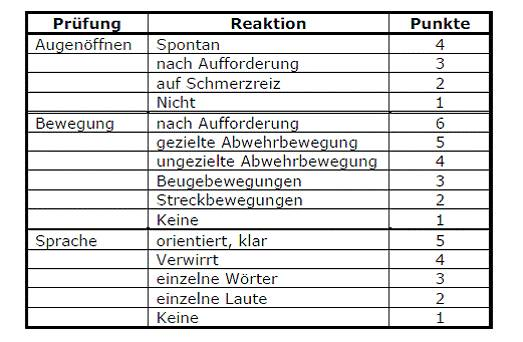 Prüfung Reaktion Punkte
Augenöffnen Spontan 4
nach Aufforderung 3
auf Schmerzreiz 2
Nicht 1
Bewegung nach Aufforderung 6
gezielte Abwehrbewegung 5
ungezielte Abwehrbewegung 4
Beugebewegungen 3
Streckbewegungen 2
Keine 1
Sprache orientiert, klar 5
Verwirrt 4
einzelne Wörter 3
einzelne Laute 2
Keine 1